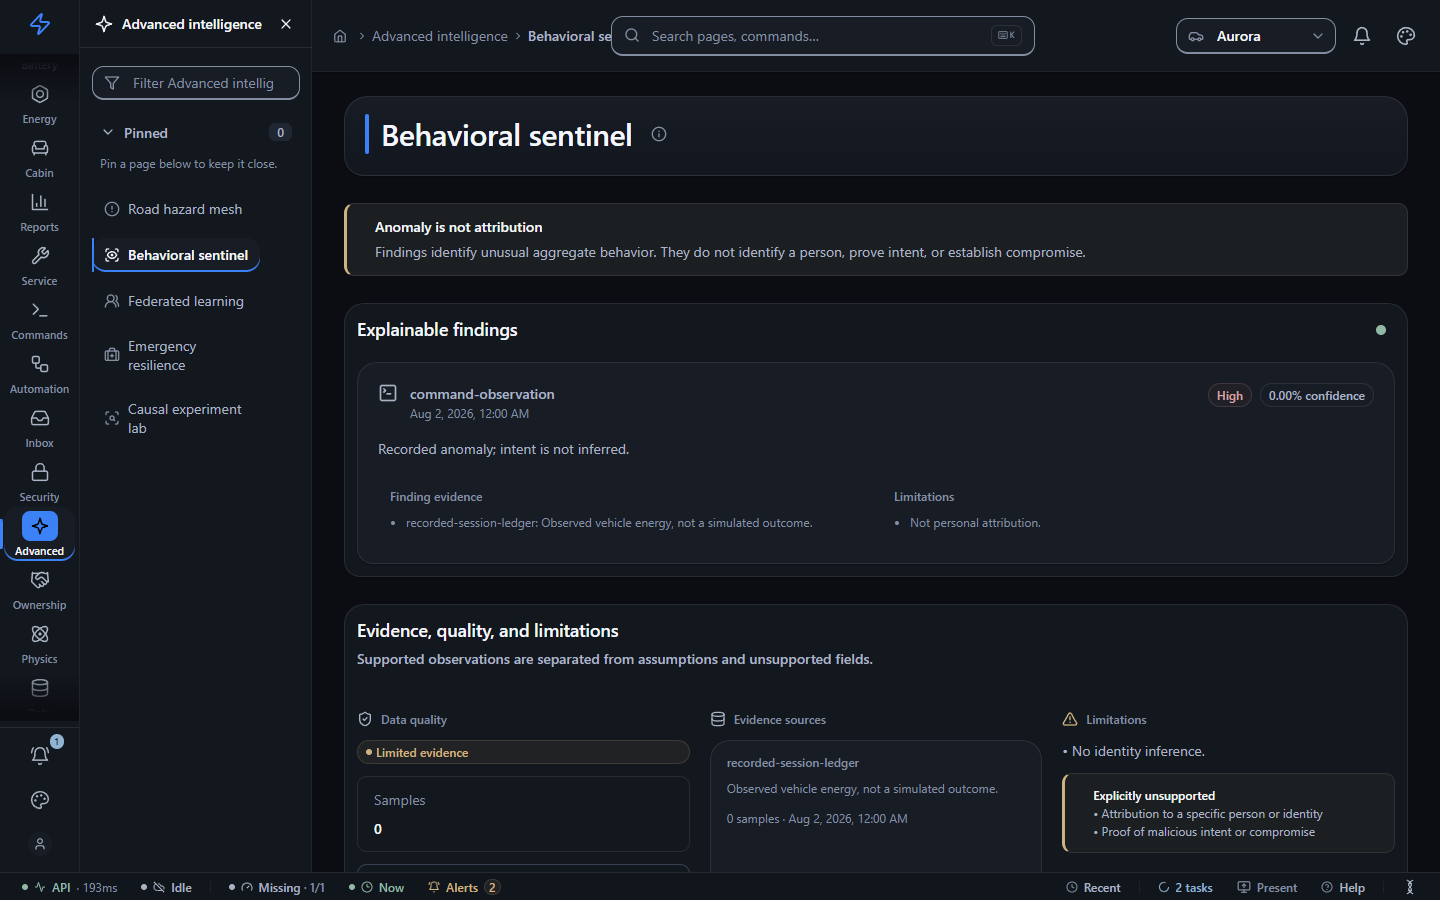 Advanced intelligence
Filter Advanced intellig
Pinned
0
Pin a page below to keep it close.
Road hazard mesh
Behavioral sentinel
Federated learning
Emergency
resilience
Causal experiment
lab
Battery
Energy
Cabin
Reports
Service
Commands
Automation
Inbox
Security
Advanced
Ownership
Physics
1
Advanced intelligence
Behavioral se
Search pages, commands...
K
Aurora
Behavioral sentinel
Anomaly is not attribution
Findings identify unusual aggregate behavior. They do not identify a person, prove intent, or establish compromise.
Explainable findings
command-observation
Aug 2, 2026, 12:00 AM
High
0.00% confidence
Recorded anomaly; intent is not inferred.
Finding evidence
• recorded-session-ledger: Observed vehicle energy, not a simulated outcome.
Limitations
• Not personal attribution.
Evidence, quality, and limitations
Supported observations are separated from assumptions and unsupported fields.
Data quality
Limited evidence
Samples
0
Evidence sources
recorded-session-ledger
Observed vehicle energy, not a simulated outcome.
0 samples · Aug 2, 2026, 12:00 AM
Limitations
• No identity inference.
Explicitly unsupported
• Attribution to a specific person or identity
• Proof of malicious intent or compromise
API · 193ms
Idle
Missing · 1/1
Now
Alerts 2
Recent
2 tasks
Present
Help